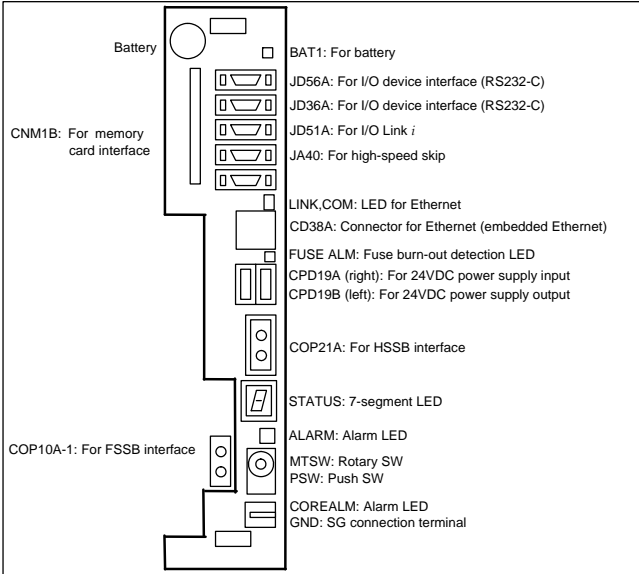 Battery
BAT1: For battery
JD56A: For I/O device interface (RS232-C)
JD36A: For I/O device interface (RS232-C)
CNM1B: For memory
card interface
JD51A: For I/O Link i
JA40: For high-speed skip
LINK,COM: LED for Ethernet
CD38A: Connector for Ethernet (embedded Ethernet)
FUSE ALM: Fuse burn-out detection LED
CPD19A (right): For 24VDC power supply input
CPD19B (left): For 24VDC power supply output
COP21A: For HSSB interface
STATUS: 7-segment LED
ALARM: Alarm LED
COP10A-1: For FSSB interface
MTSW: Rotary SW
PSW: Push SW
COREALM: Alarm LED
GND: SG connection terminal